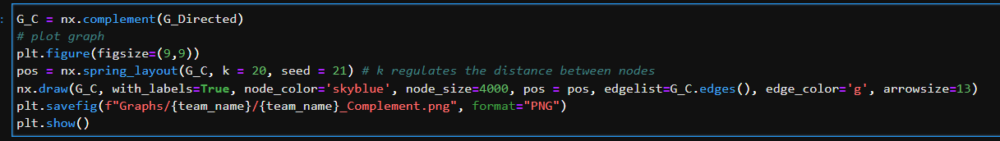 : G_C = nx.complement(G_Directed)
# plot graph
plt.figure(figsize=(9,9))
pos = nx.spring_layout(G_C, k = 20, seed = 21) # k regulates the distance between nodes
nx.draw(G_C, with_labels=True, node_color='skyblue', node_size=4000, pos = pos, edgelist=G_C.edges(), edge_color='g', arrowsize=13)
plt.savefig(f"Graphs/{team_name}/{team_name}_Complement.png", format="PNG")
plt.show()